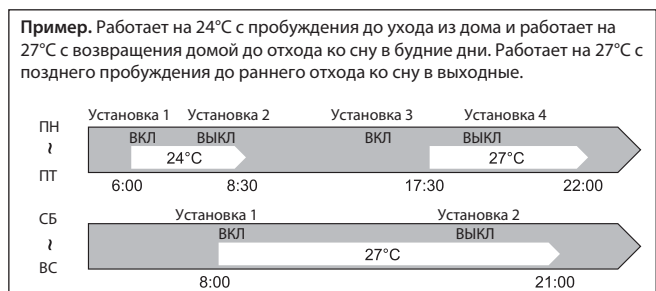 Пример. Работает на 24°C с пробуждения до ухода из дома и работает на
27°C с возвращения домой до отхода ко сну в будние дни. Работает на 27°C с
позднего пробуждения до раннего отхода ко сну в выходные.
Установка 1 Установка 2 Установка 3 Установка 4
ПН ~ ПТ
ВКЛ ВЫКЛ ВКЛ ВЫКЛ
24°C 27°C
6:00 8:30 17:30 22:00
СБ ~ ВС
Установка 1 Установка 2
ВКЛ ВЫКЛ
27°C
8:00 21:00